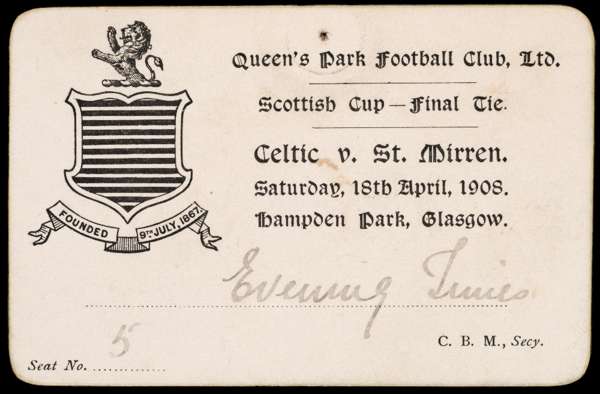 Queen's Park Football Club, Ltd.
Scottish Cup — Final Tie.
Celtic v. St. Mirren.
Saturday, 18th April, 1908.
Hampden Park, Glasgow.
FOUNDED 9TH JULY, 1867.
Evening Times
C. B. M., Secy.
5
Seat No.